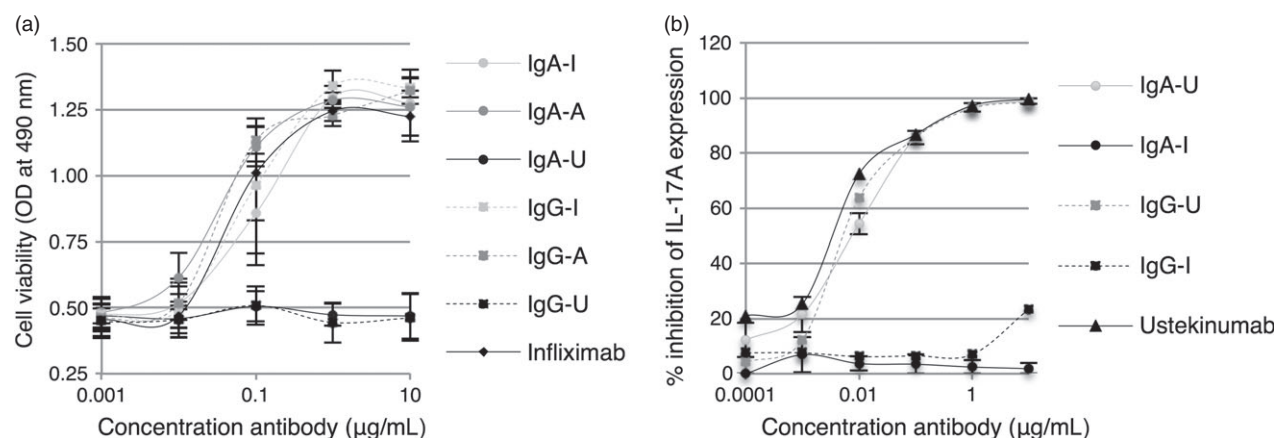 (a)
Cell viability (OD at 490 nm)
1.50
1.25
1.00
0.75
0.50
0.25
0.001
0.1
10
Concentration antibody (µg/mL)
IgA-I
IgA-A
IgA-U
IgG-I
IgG-A
IgG-U
Infliximab
(b)
% inhibition of IL-17A expression
120
100
80
60
40
20
0
0.0001
0.01
1
Concentration antibody (µg/mL)
IgA-U
IgA-I
IgG-U
IgG-I
Ustekinumab